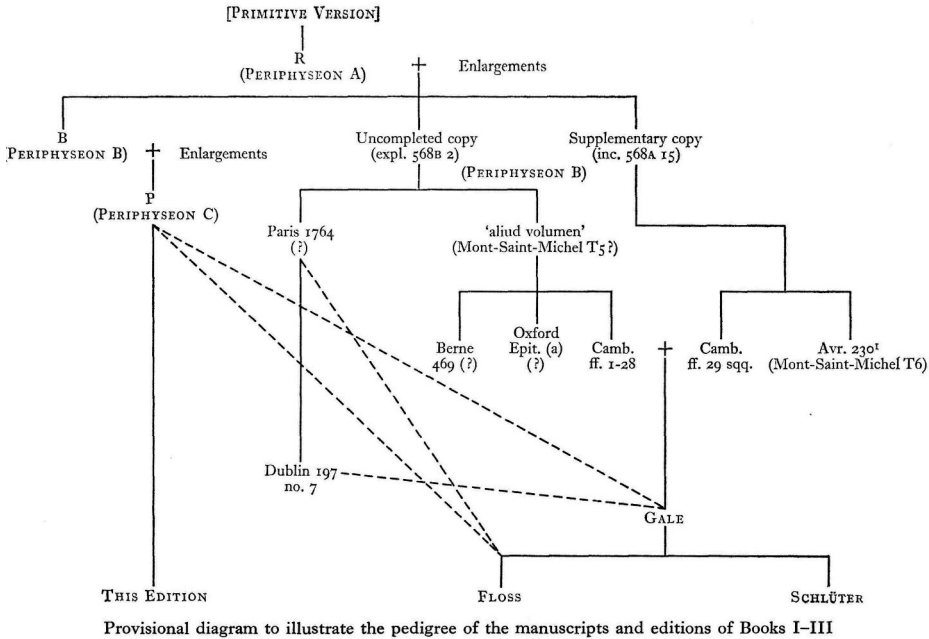 [PRIMITIVE VERSION]
R
(PERIPHYSEON A)
+ Enlargements
B
(PERIPHYSEON B)
+ Enlargements
Uncompleted copy
(expl. 568B 2)
(PERIPHYSEON B)
Supplementary copy
(inc. 568A 15)
P
(PERIPHYSEON C)
Paris 1764
(?)
'aliud volumen'
(Mont-Saint-Michel T5?)
Berne
469 (?)
Oxford
Epit. (a)
(?)
Camb.
ff. 1-28
+
Camb.
ff. 29 sqq.
Avr. 230¹
(Mont-Saint-Michel T6)
Dublin 197
no. 7
GALE
THIS EDITION
FLOSS
SCHLÜTER
Provisional diagram to illustrate the pedigree of the manuscripts and editions of Books I–III